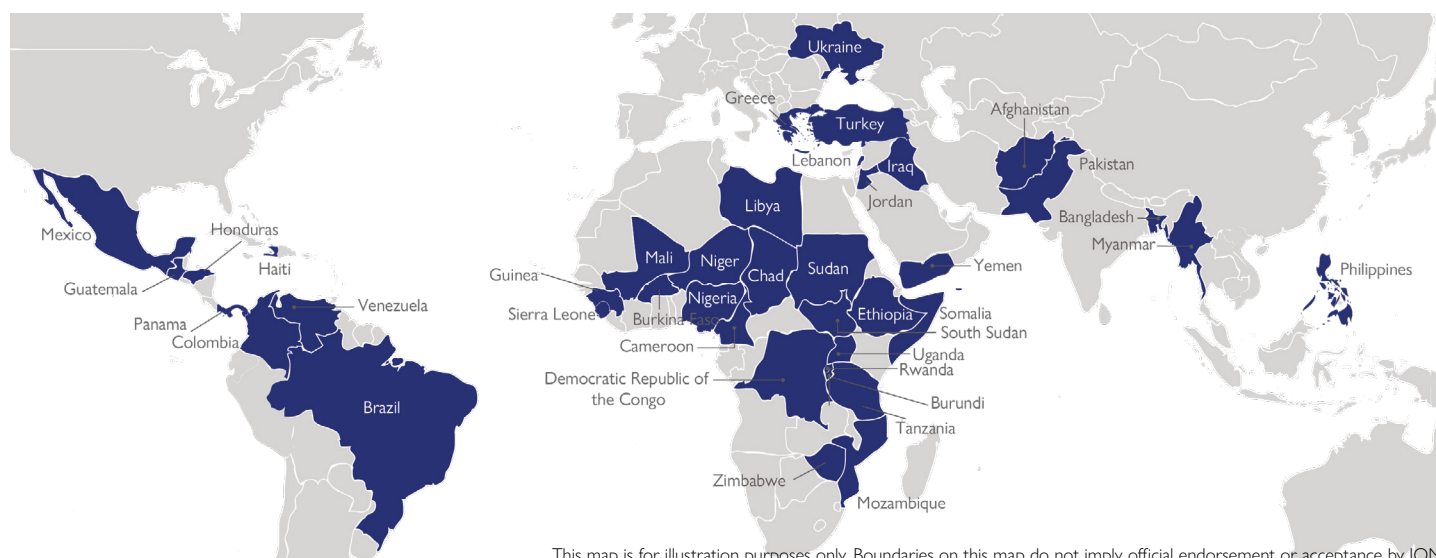 Ukraine
Greece
Turkey
Afghanistan
Lebanon
Iraq
Pakistan
Jordan
Libya
Bangladesh
Mexico
Honduras
Myanmar
Haiti
Mali
Niger
Chad
Sudan
Yemen
Philippines
Guinea
Guatemala
Venezuela
Nigeria
Sierra Leone
Burkina Faso
Ethiopia
Somalia
Panama
South Sudan
Colombia
Cameroon
Uganda
Rwanda
Democratic Republic of
the Congo
Burundi
Brazil
Tanzania
Zimbabwe
Mozambique
This map is for illustration purposes only. Boundaries on this map do not imply official endorsement or acceptance by IOM